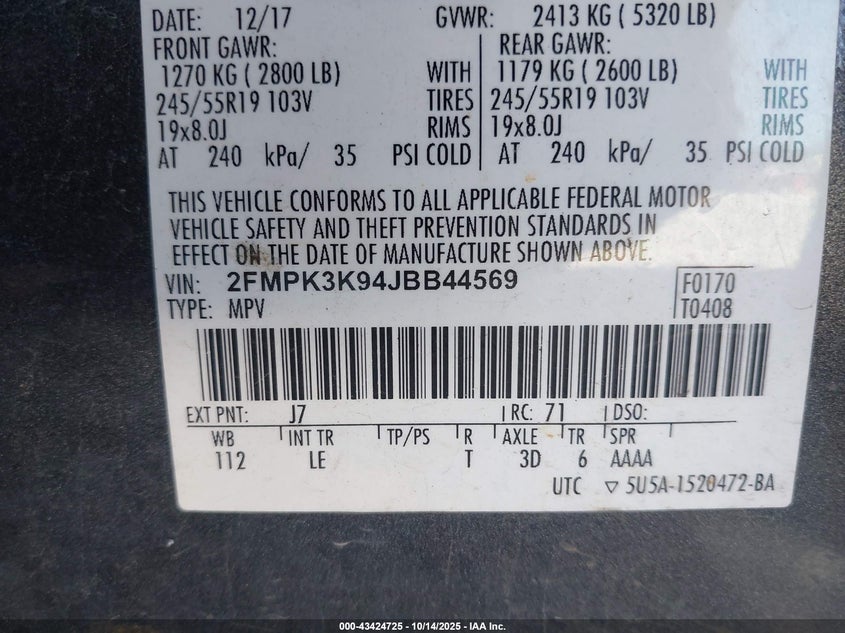 DATE: 12/17 GVWR: 2413 KG ( 5320 LB)
FRONT GAWR: REAR GAWR:
1270 KG ( 2800 LB) WITH 1179 KG ( 2600 LB) WITH
245/55R19 103V TIRES 245/55R19 103V TIRES
19x8.0J RIMS 19x8.0J RIMS
AT 240 kPa/ 35 PSI COLD AT 240 kPa/ 35 PSI COLD
THIS VEHICLE CONFORMS TO ALL APPLICABLE FEDERAL MOTOR
VEHICLE SAFETY AND THEFT PREVENTION STANDARDS IN
EFFECT ON THE DATE OF MANUFACTURE SHOWN ABOVE.
VIN: 2FMPK3K94JBB44569 F0170
TYPE: MPV T0408
EXT PNT: J7 RC: 71 DSO:
WB INT TR TP/PS R AXLE TR SPR
112 LE T 3D 6 AAAA
UTC ▽ 5U5A-1520472-BA
000-43424725 - 10/14/2025 - IAA Inc.